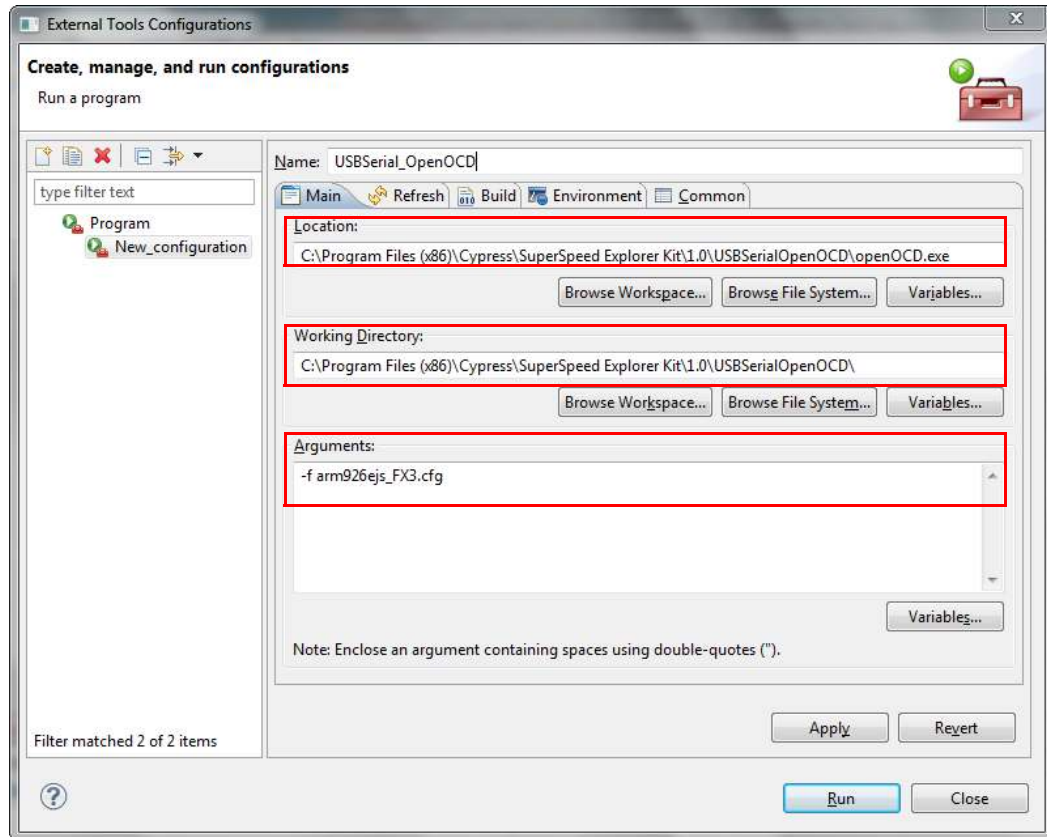 External Tools Configurations
Create, manage, and run configurations
Run a program
type filter text
Program
New_configuration
Filter matched 2 of 2 items
Name: USBSerial_OpenOCD
Main Refresh Build Environment Common
Location:
C:\Program Files (x86)\Cypress\SuperSpeed Explorer Kit\1.0\USBSerialOpenOCD\openOCD.exe
Browse Workspace... Browse File System... Variables...
Working Directory:
C:\Program Files (x86)\Cypress\SuperSpeed Explorer Kit\1.0\USBSerialOpenOCD\
Browse Workspace... Browse File System... Variables...
Arguments:
-f arm926ejs_FX3.cfg
Variables...
Note: Enclose an argument containing spaces using double-quotes (").
Apply Revert
Run Close